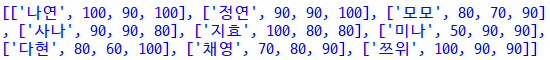 [['나연', 100, 90, 100], ['정연', 90, 90, 100], ['모모', 80, 70, 90]
, ['사나', 90, 90, 80], ['지효', 100, 80, 80], ['미나', 50, 90, 90],
['다현', 80, 60, 100], ['채영', 70, 80, 90], ['쯔위', 100, 90, 90]]